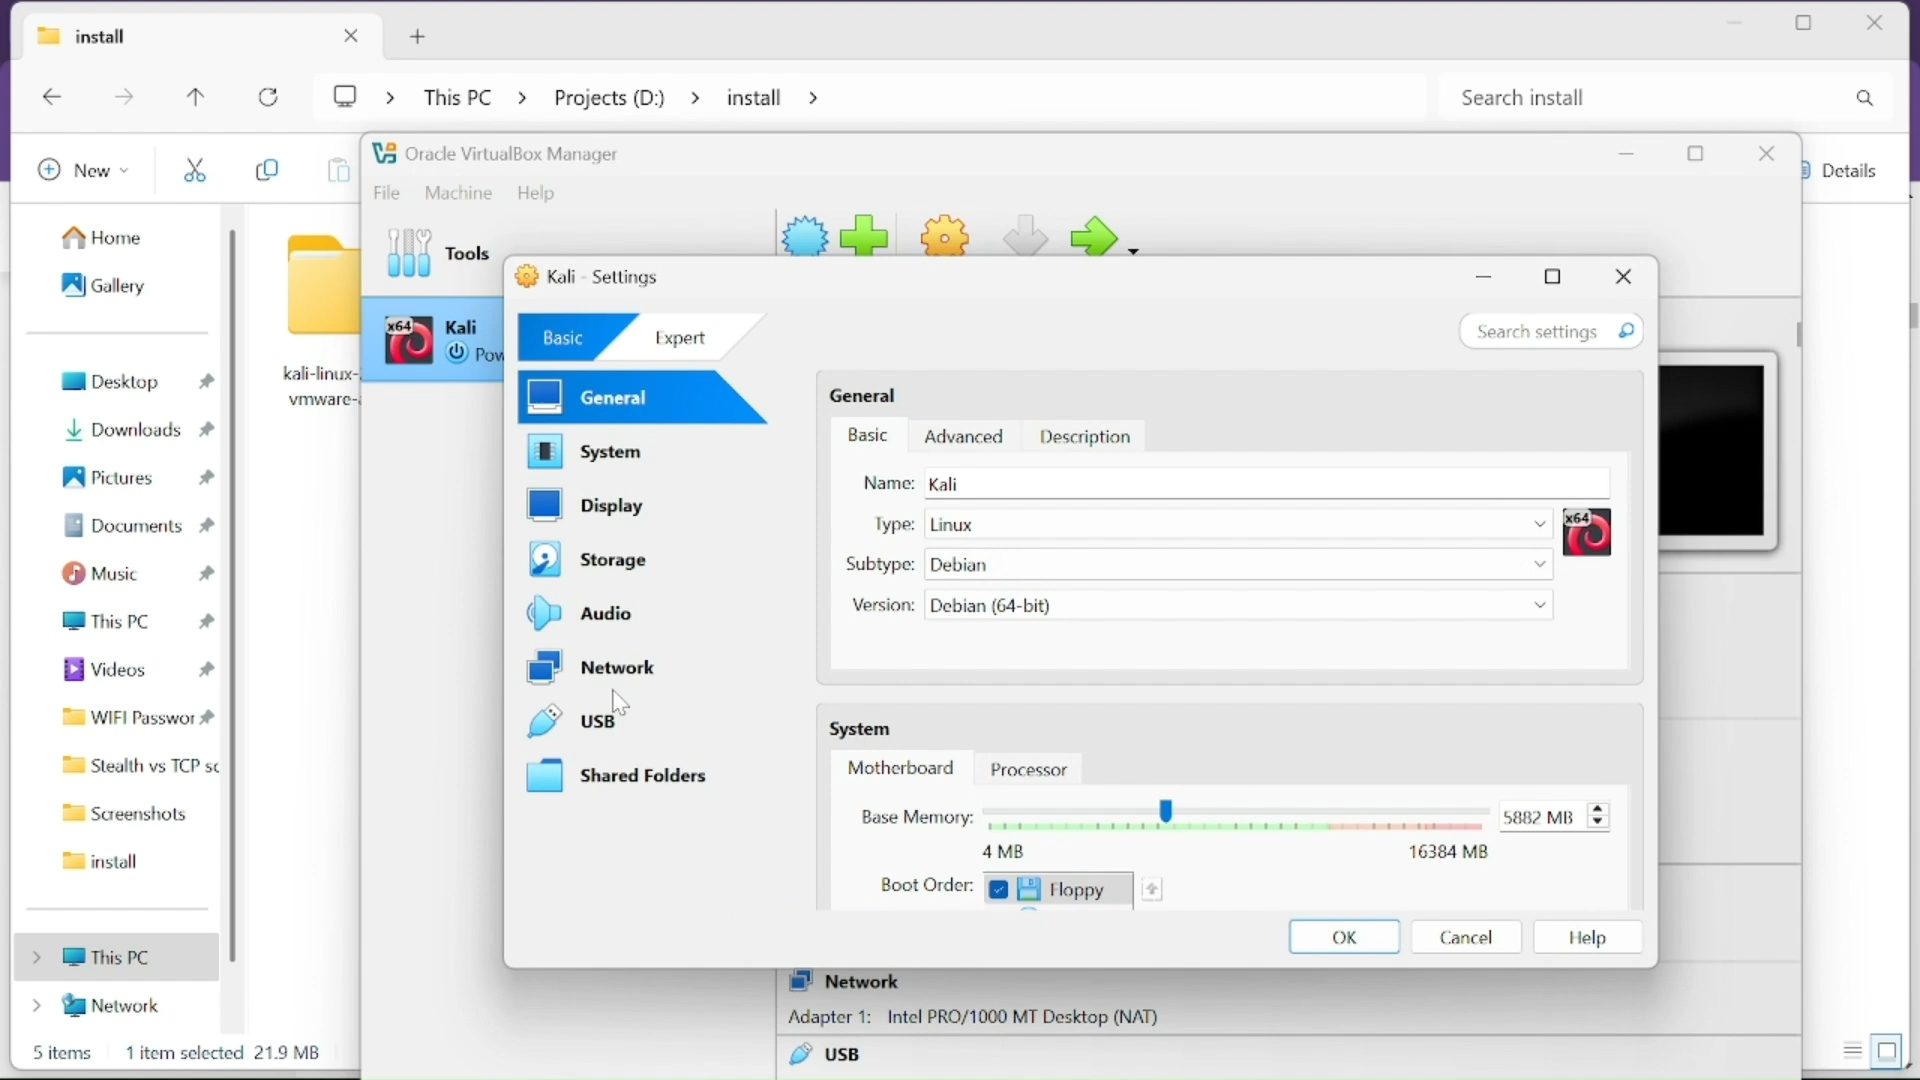 install
This PC
Projects (D:)
install
Search install
New
Details
Home
Gallery
Desktop
Downloads
Pictures
Documents
Music
This PC
Videos
WIFI Passwor
Stealth vs TCP sc
Screenshots
install
This PC
Network
5 items
1 item selected 21.9 MB
kali-linux-
vmware-
Oracle VirtualBox Manager
File Machine Help
Tools
x64
Kali
Pow
Kali - Settings
Basic
Expert
Search settings
General
System
Display
Storage
Audio
Network
USB
Shared Folders
General
Basic Advanced Description
Name: Kali
Type: Linux
x64
Subtype: Debian
Version: Debian (64-bit)
System
Motherboard Processor
Base Memory: 5882 MB
4 MB 16384 MB
Boot Order: Floppy
OK Cancel Help
Network
Adapter 1: Intel PRO/1000 MT Desktop (NAT)
USB